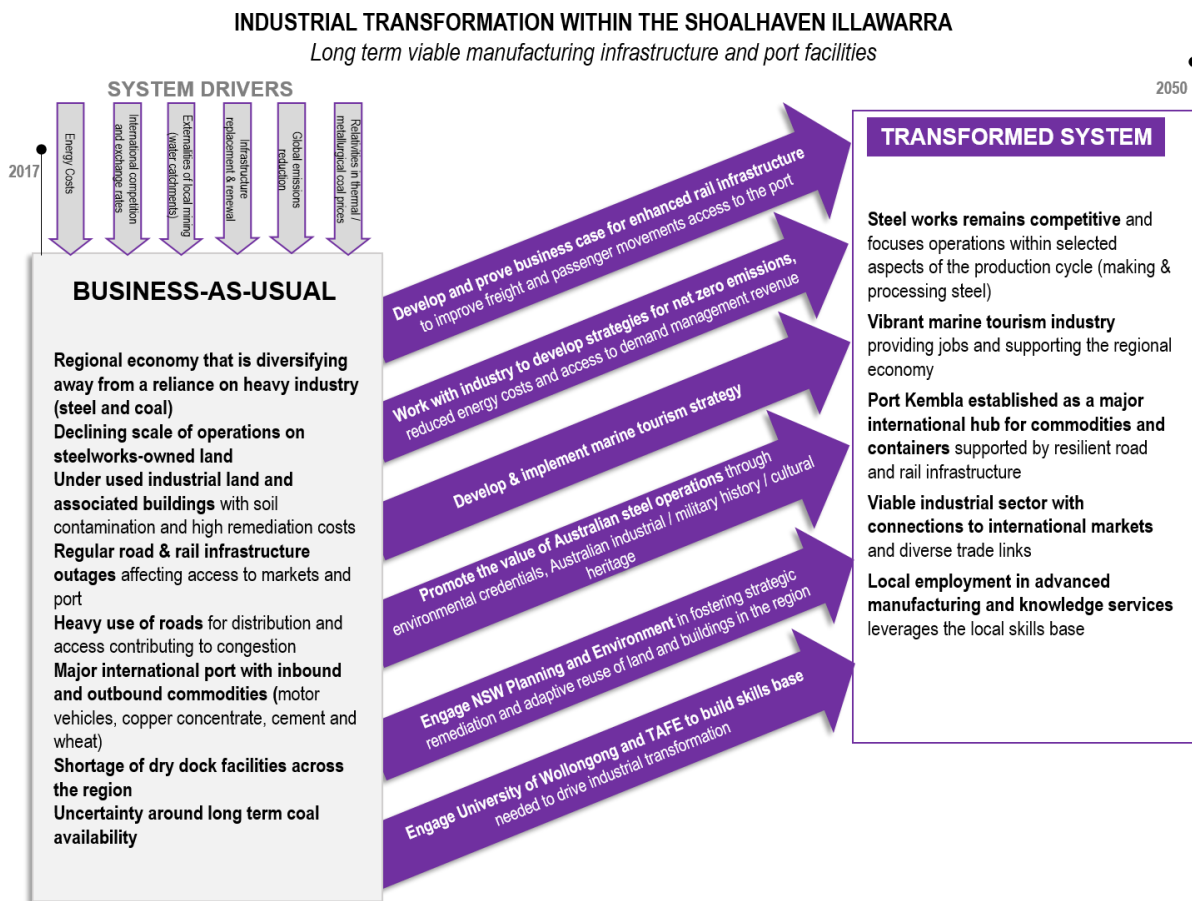 INDUSTRIAL TRANSFORMATION WITHIN THE SHOALHAVEN ILLAWARRA
Long term viable manufacturing infrastructure and port facilities
SYSTEM DRIVERS
2017
2050
Energy Costs
International competition
and exchange rates
Externalities of local mining
(water catchments)
Infrastructure
replacement & renewal
Global emissions
reduction
Relativities in thermal /
metallurgical coal prices
BUSINESS-AS-USUAL
Regional economy that is diversifying
away from a reliance on heavy industry
(steel and coal)
Declining scale of operations on
steelworks-owned land
Under used industrial land and
associated buildings with soil
contamination and high remediation costs
Regular road & rail infrastructure
outages affecting access to markets and
port
Heavy use of roads for distribution and
access contributing to congestion
Major international port with inbound
and outbound commodities (motor
vehicles, copper concentrate, cement and
wheat)
Shortage of dry dock facilities across
the region
Uncertainty around long term coal
availability
Develop and prove business case for enhanced rail infrastructure
to improve freight and passenger movements access to the port
Work with industry to develop strategies for net zero emissions,
reduced energy costs and access to demand management revenue
Develop & implement marine tourism strategy
Promote the value of Australian steel operations through
environmental credentials, Australian industrial / military history / cultural
heritage
Engage NSW Planning and Environment in fostering strategic
remediation and adaptive reuse of land and buildings in the region
Engage University of Wollongong and TAFE to build skills base
needed to drive industrial transformation
TRANSFORMED SYSTEM
Steel works remains competitive and
focuses operations within selected
aspects of the production cycle (making &
processing steel)
Vibrant marine tourism industry
providing jobs and supporting the regional
economy
Port Kembla established as a major
international hub for commodities and
containers supported by resilient road
and rail infrastructure
Viable industrial sector with
connections to international markets
and diverse trade links
Local employment in advanced
manufacturing and knowledge services
leverages the local skills base